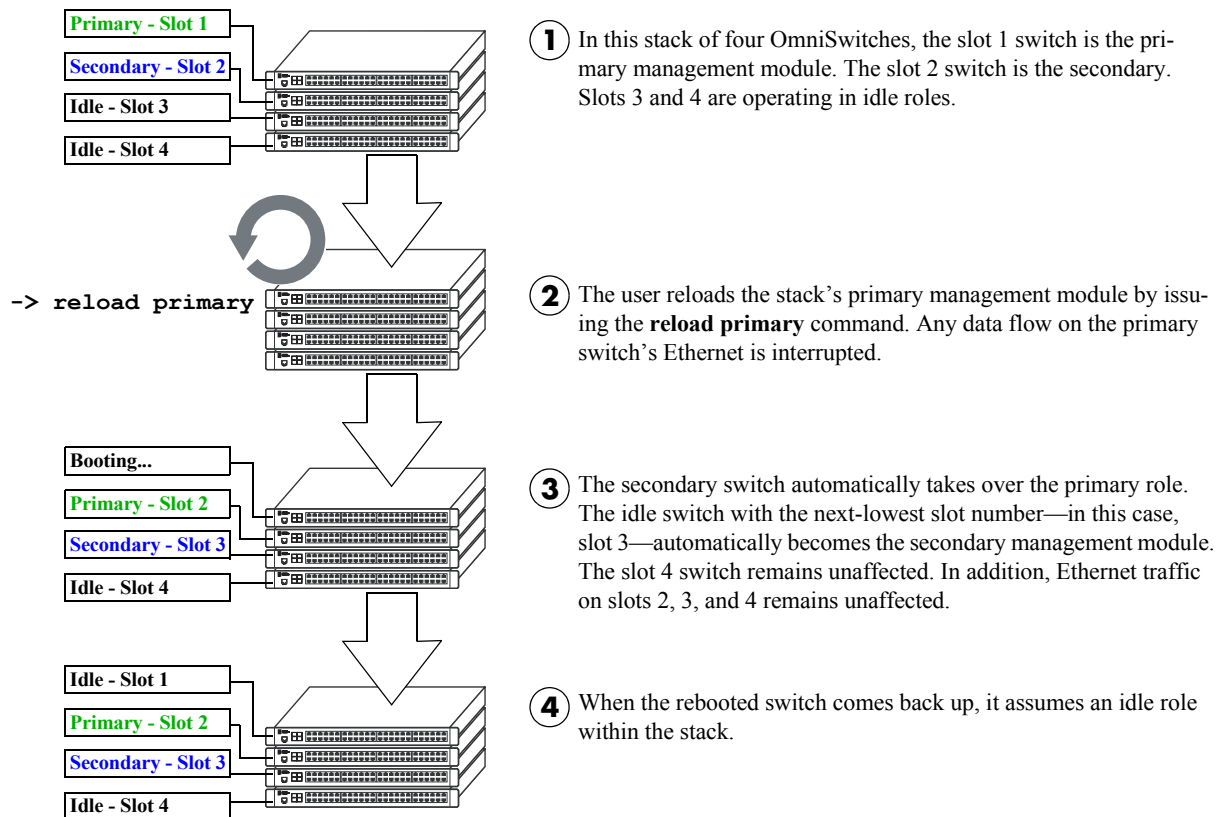 Primary - Slot 1
Secondary - Slot 2
Idle - Slot 3
Idle - Slot 4
1 In this stack of four OmniSwitches, the slot 1 switch is the pri-
mary management module. The slot 2 switch is the secondary.
Slots 3 and 4 are operating in idle roles.
-> reload primary
2 The user reloads the stack’s primary management module by issu-
ing the reload primary command. Any data flow on the primary
switch’s Ethernet is interrupted.
Booting...
Primary - Slot 2
Secondary - Slot 3
Idle - Slot 4
3 The secondary switch automatically takes over the primary role.
The idle switch with the next-lowest slot number—in this case,
slot 3—automatically becomes the secondary management module.
The slot 4 switch remains unaffected. In addition, Ethernet traffic
on slots 2, 3, and 4 remains unaffected.
Idle - Slot 1
Primary - Slot 2
Secondary - Slot 3
Idle - Slot 4
4 When the rebooted switch comes back up, it assumes an idle role
within the stack.